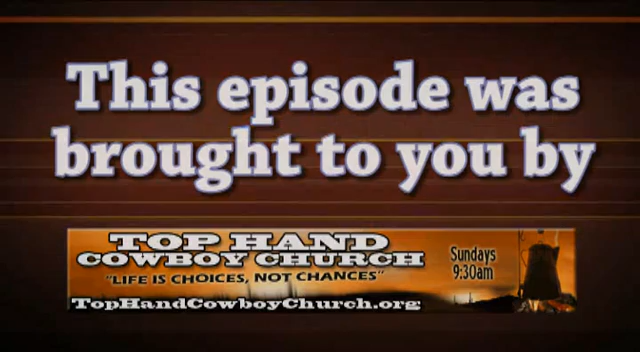 This episode was
brought to you by
TOP HAND
COWBOY CHURCH
"LIFE IS CHOICES, NOT CHANCES"
TopHandCowboyChurch.org
Sundays
9:30am